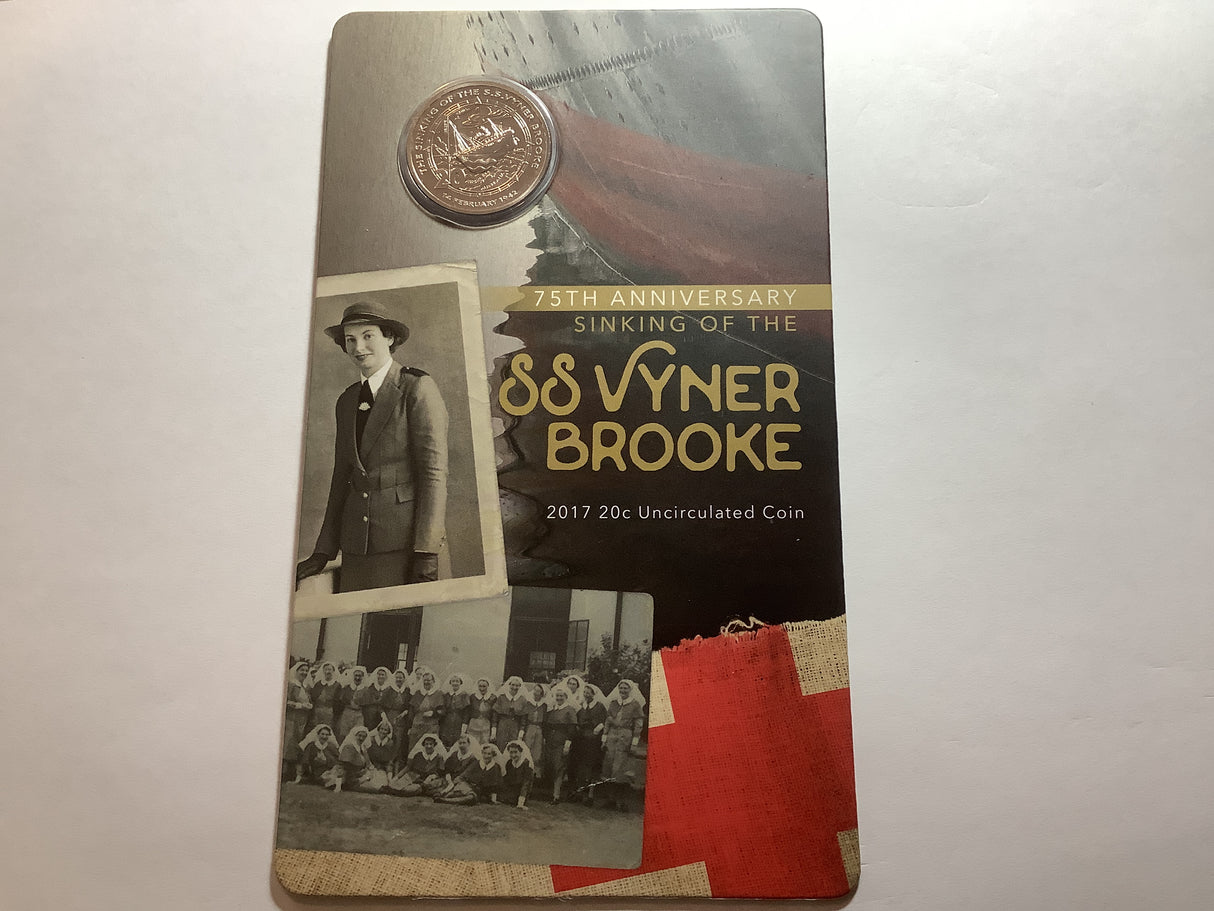 THE SINKING OF THE S.S. VYNER BROOKE
14 FEBRUARY 1942
75TH ANNIVERSARY
SINKING OF THE
SS VYNER
BROOKE
2017 20c Uncirculated Coin